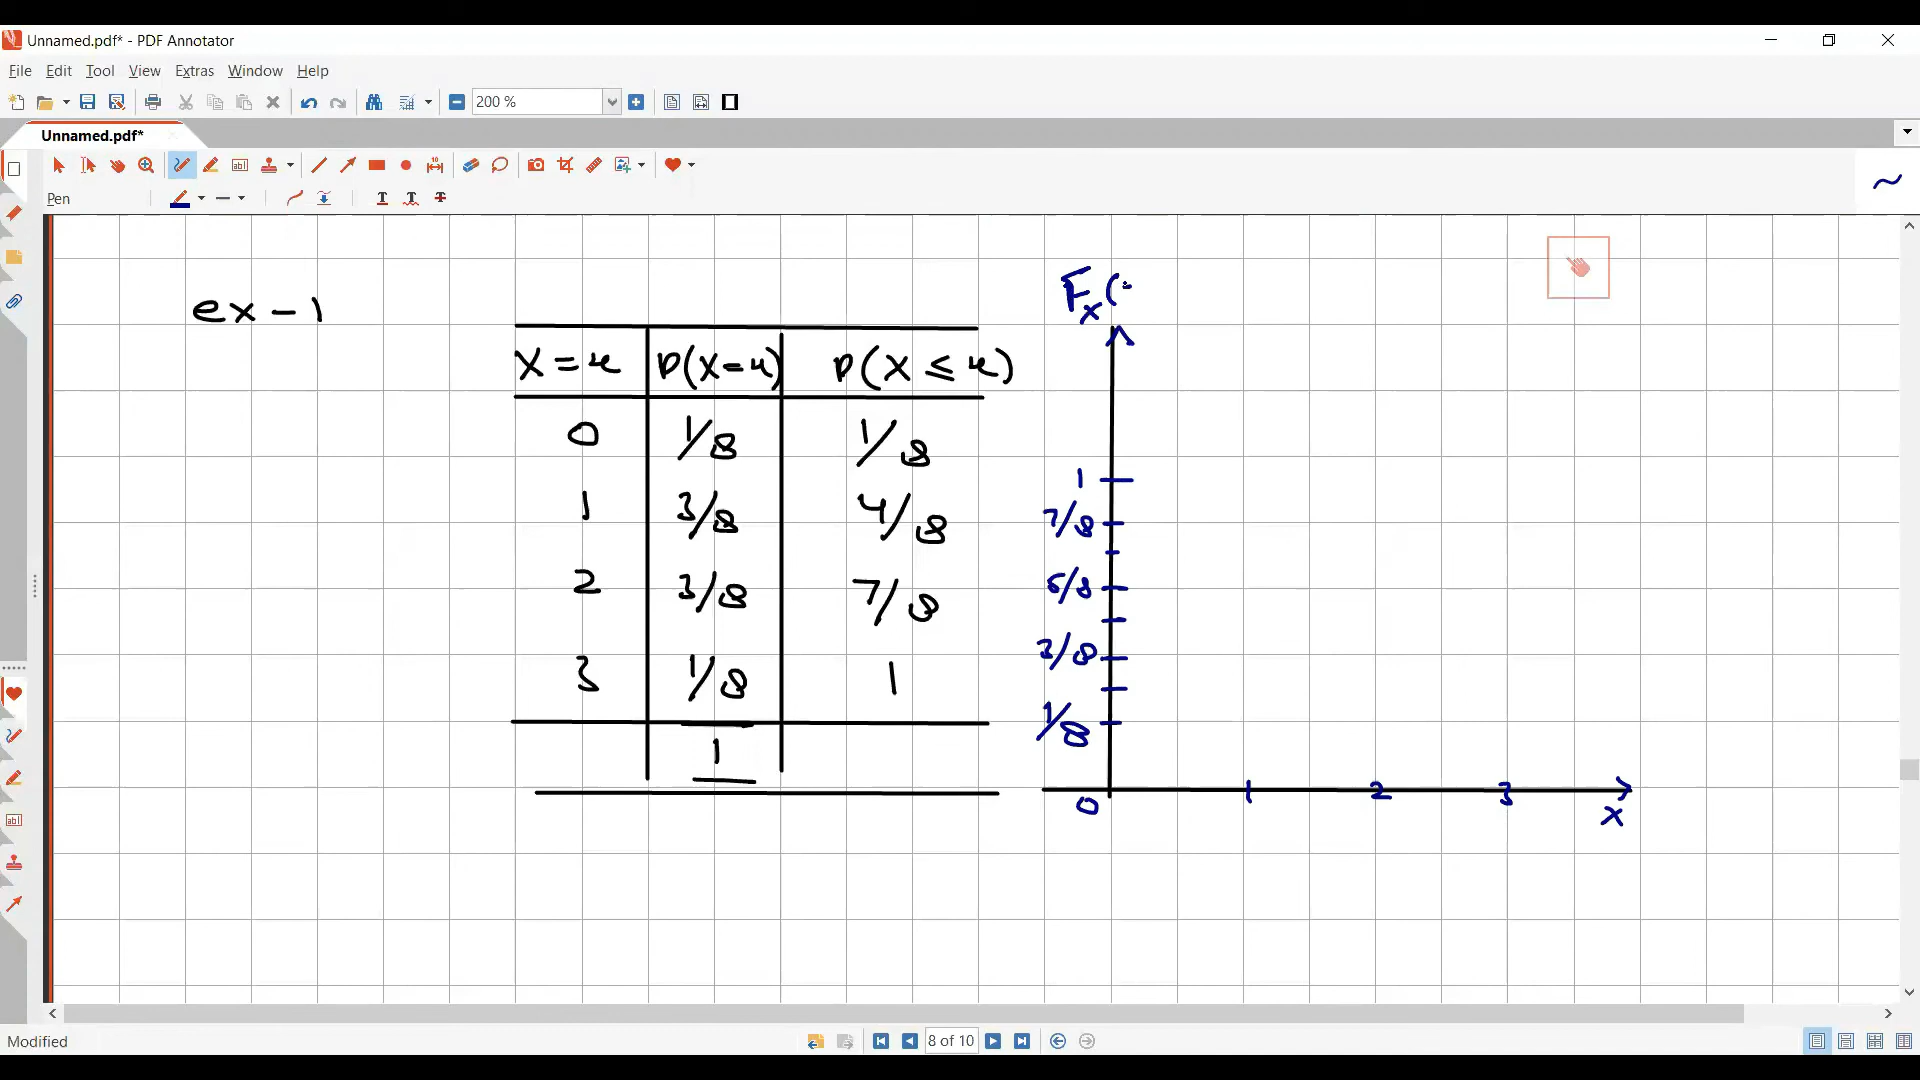 Unnamed.pdf* - PDF Annotator
File Edit Tool View Extras Window Help
200 %
Unnamed.pdf*
Pen
ex - 1
X = x P(X = x) P(X ≤ x)
0 1/8 1/8
1 3/8 4/8
2 3/8 7/8
3 1/8 1
1
Fx(
1
7/8
5/8
3/8
1/8
0 1 2 3
x
Modified
8 of 10